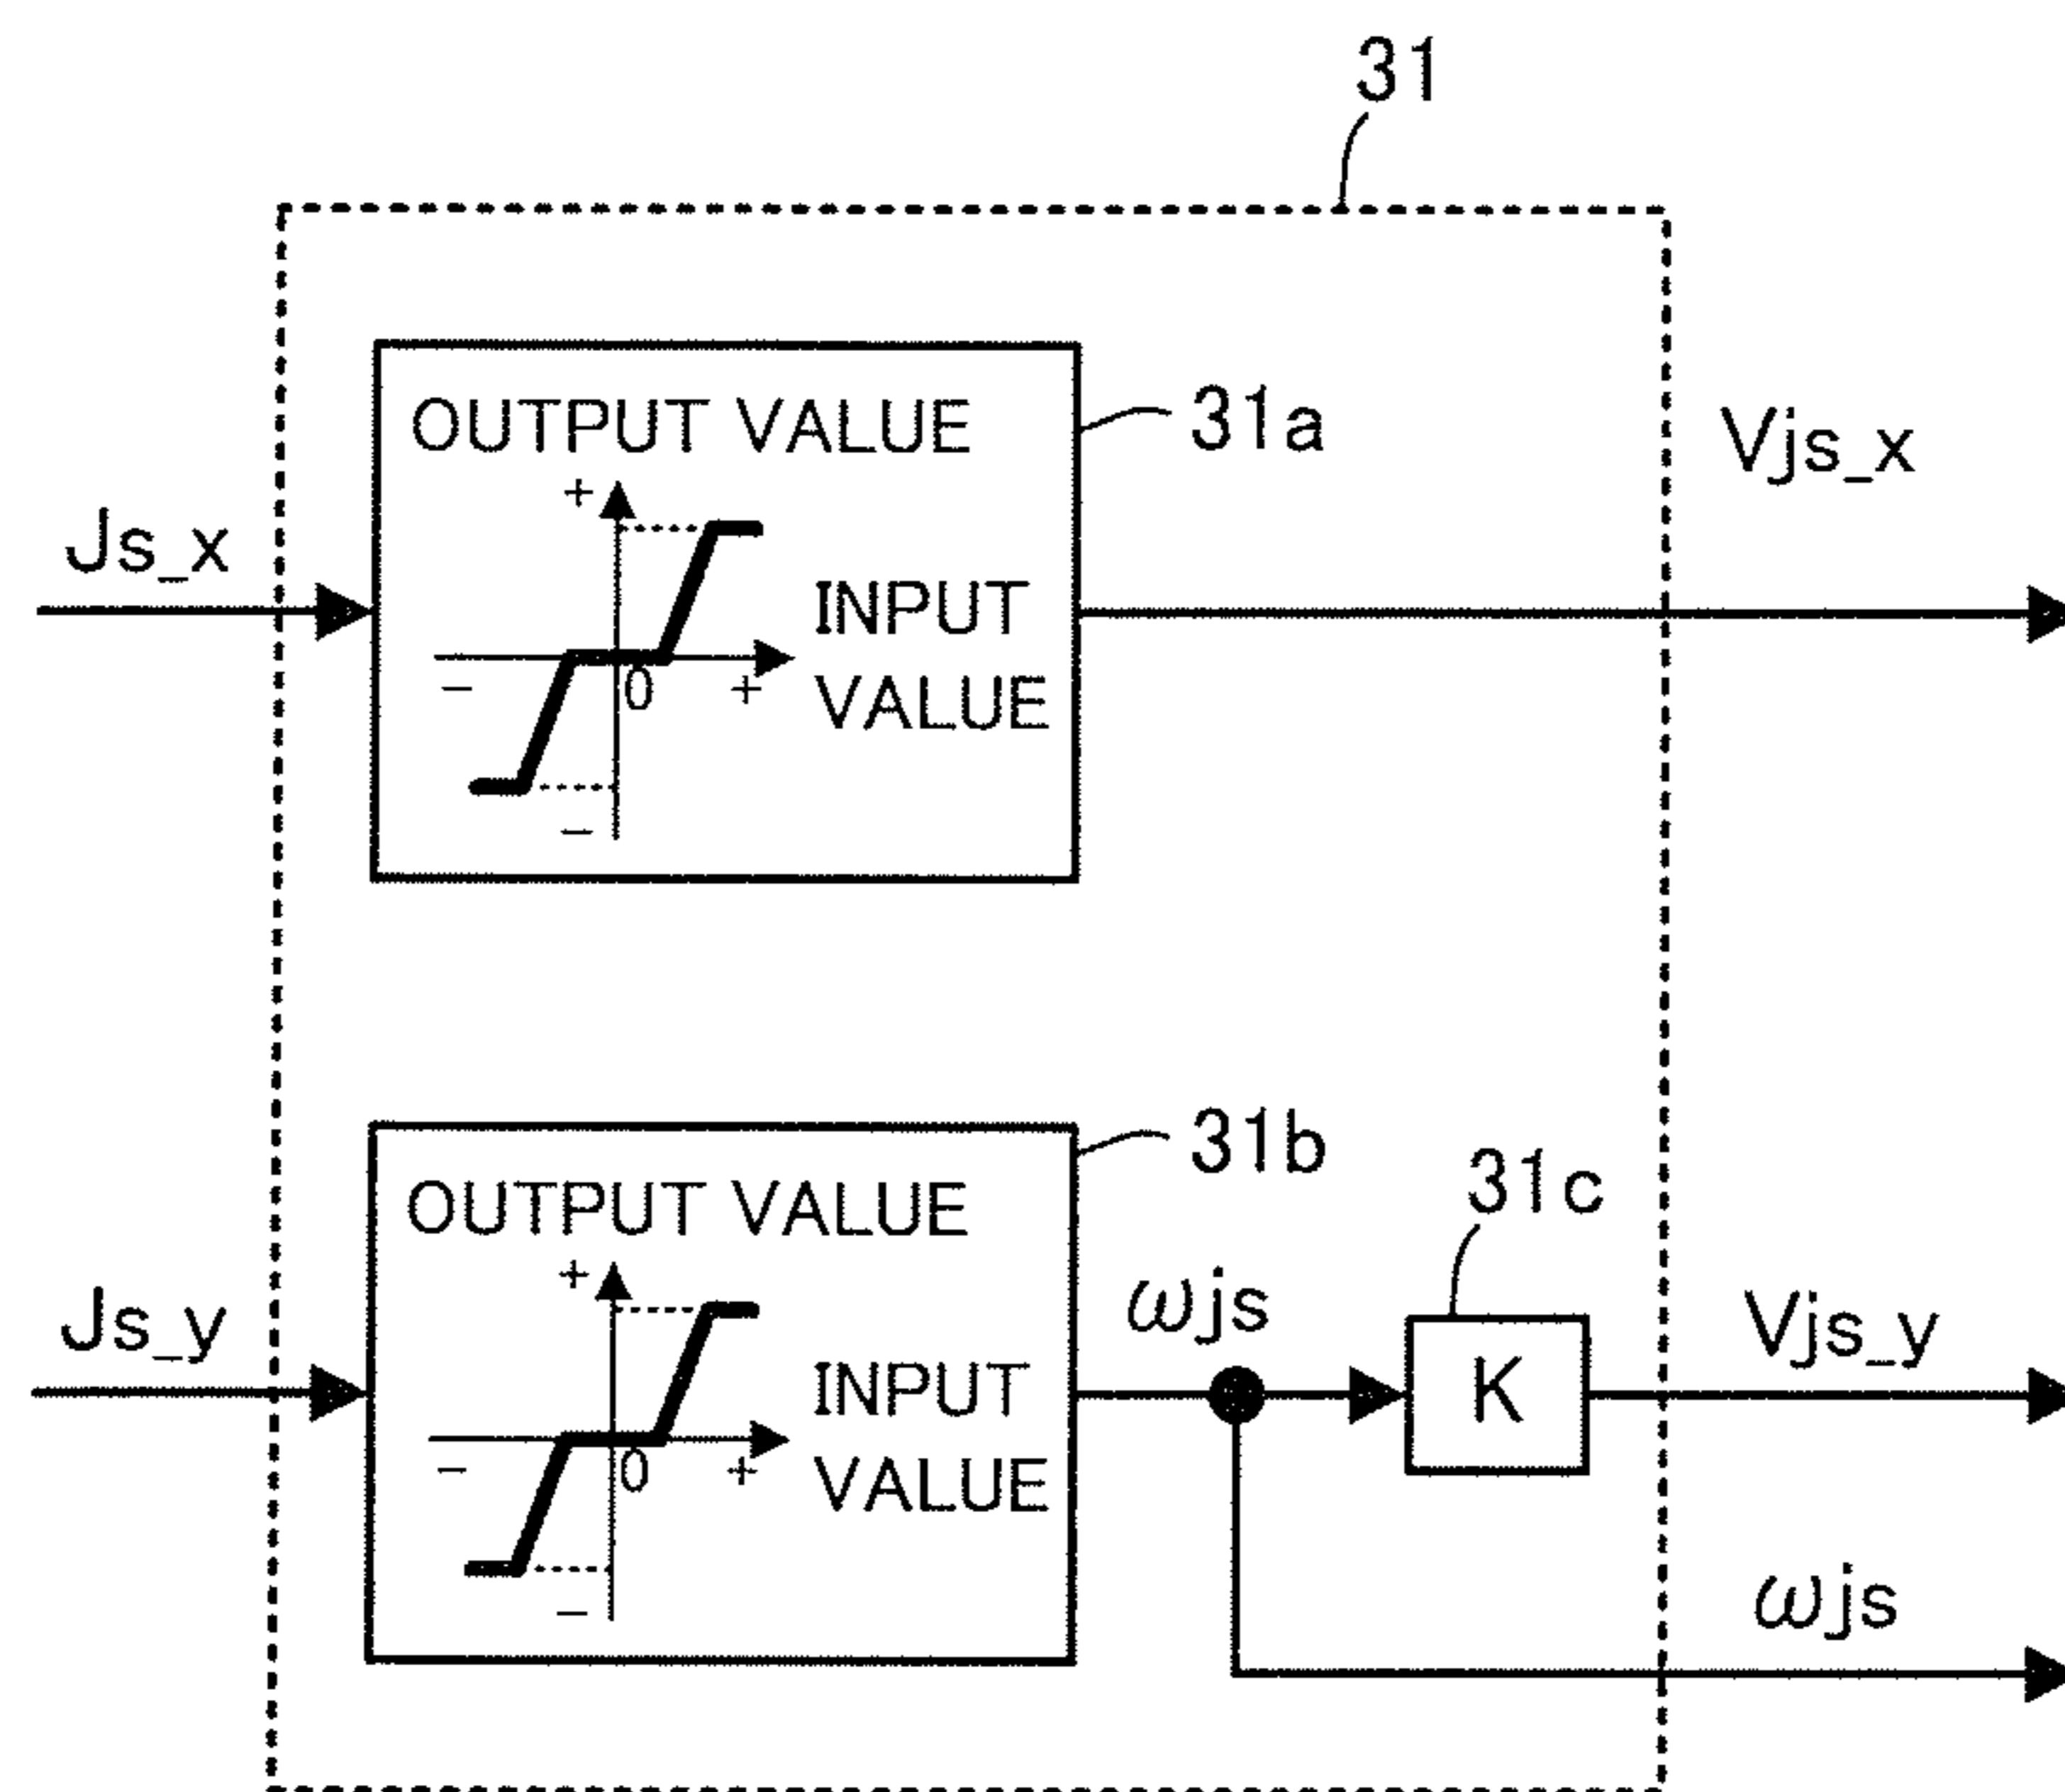 31
OUTPUT VALUE
31a
Vjs_x
+
Js_x
INPUT
VALUE
-
0
+
-
31b
OUTPUT VALUE
31c
+
ωjs
Js_y
Vjs_y
INPUT
K
VALUE
-
0
+
ωjs
-